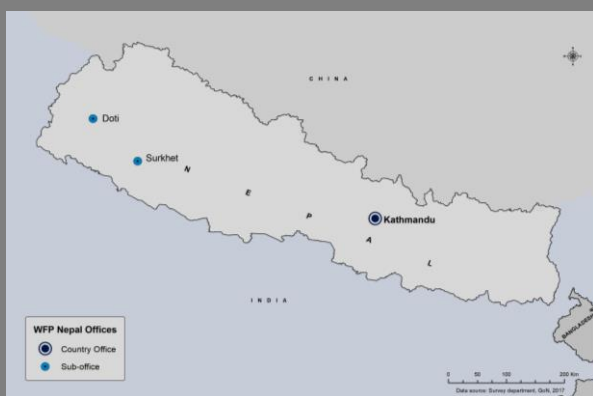 CHINA
Doti
Surkhet
NEPAL
Kathmandu
INDIA
WFP Nepal Offices
Country Office
Sub-office
0 50 100 200 Km
Data source: Survey department, GoN, 2017